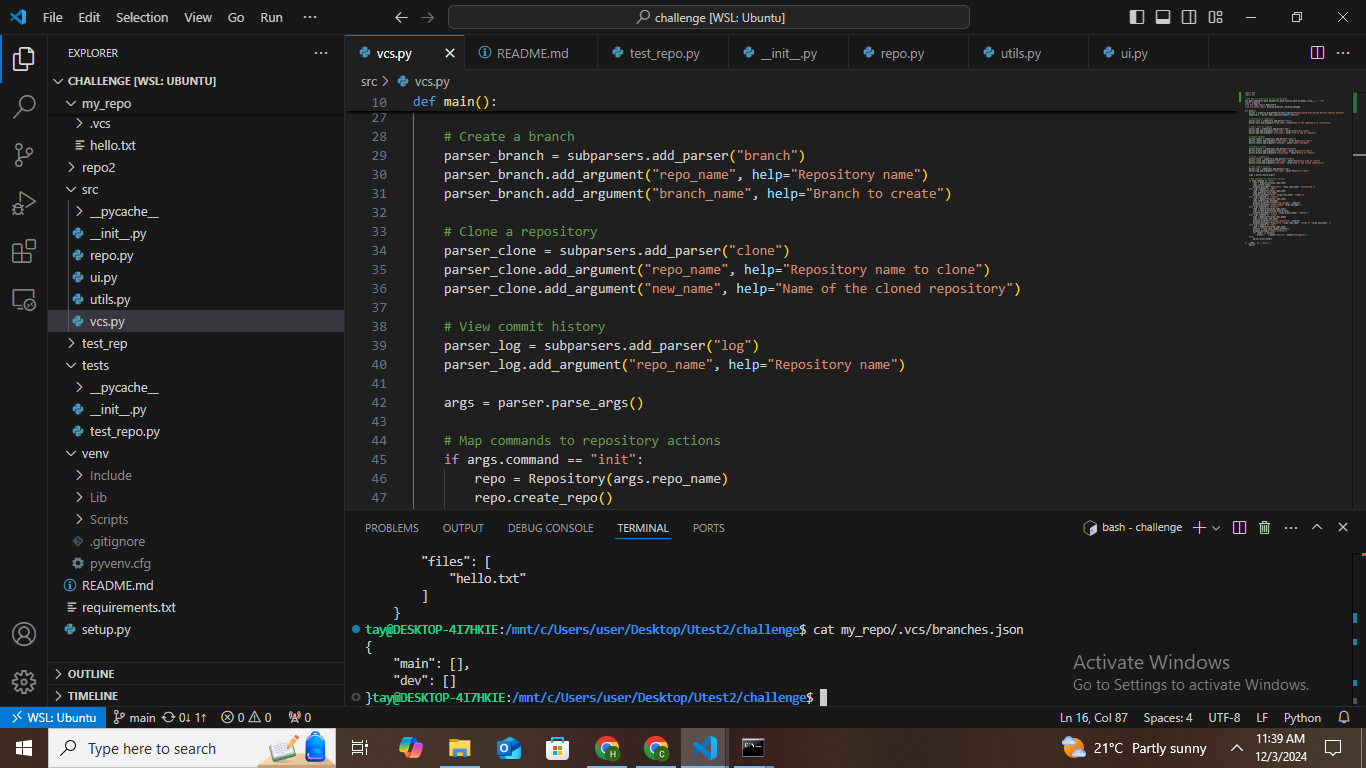 File Edit Selection View Go Run ··· challenge [WSL: Ubuntu]
EXPLORER ···
CHALLENGE [WSL: UBUNTU]
my_repo
.vcs
hello.txt
repo2
src
__pycache__
__init__.py
repo.py
ui.py
utils.py
vcs.py
test_rep
tests
__pycache__
__init__.py
test_repo.py
venv
Include
Lib
Scripts
.gitignore
pyvenv.cfg
README.md
requirements.txt
setup.py
OUTLINE
TIMELINE
vcs.py README.md test_repo.py __init__.py repo.py utils.py ui.py ···
src > vcs.py
10 def main():
27
28 # Create a branch
29 parser_branch = subparsers.add_parser("branch")
30 parser_branch.add_argument("repo_name", help="Repository name")
31 parser_branch.add_argument("branch_name", help="Branch to create")
32
33 # Clone a repository
34 parser_clone = subparsers.add_parser("clone")
35 parser_clone.add_argument("repo_name", help="Repository name to clone")
36 parser_clone.add_argument("new_name", help="Name of the cloned repository")
37
38 # View commit history
39 parser_log = subparsers.add_parser("log")
40 parser_log.add_argument("repo_name", help="Repository name")
41
42 args = parser.parse_args()
43
44 # Map commands to repository actions
45 if args.command == "init":
46 repo = Repository(args.repo_name)
47 repo.create_repo()
PROBLEMS OUTPUT DEBUG CONSOLE TERMINAL PORTS bash - challenge ···
"files": [
"hello.txt"
]
}
tay@DESKTOP-4I7HKIE:/mnt/c/Users/user/Desktop/Utest2/challenge$ cat my_repo/.vcs/branches.json
{
"main": [],
"dev": []
}tay@DESKTOP-4I7HKIE:/mnt/c/Users/user/Desktop/Utest2/challenge$
Activate Windows
Go to Settings to activate Windows.
WSL: Ubuntu main 0↓ 1↑ 0 0 0 Ln 16, Col 87 Spaces: 4 UTF-8 LF Python
Type here to search 21°C Partly sunny 11:39 AM
12/3/2024